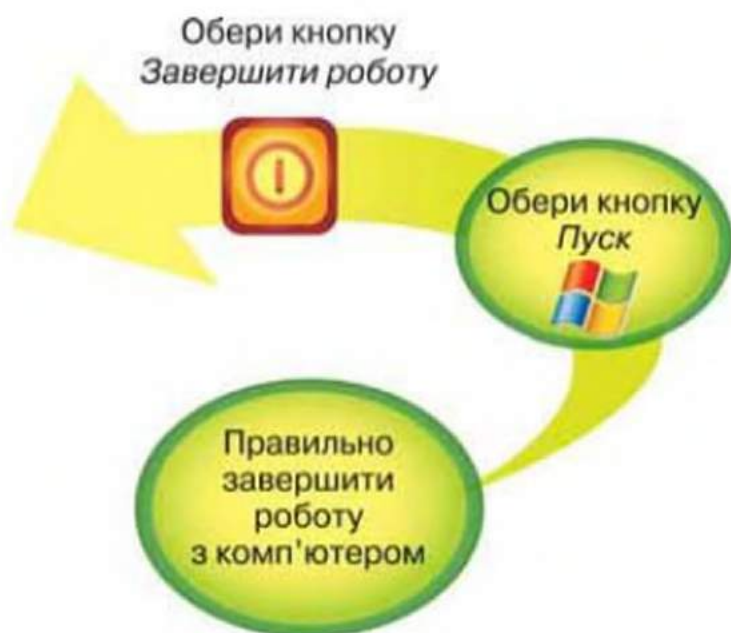 Обери кнопку
Завершити роботу
Обери кнопку
Пуск
Правильно
завершити
роботу
з комп'ютером